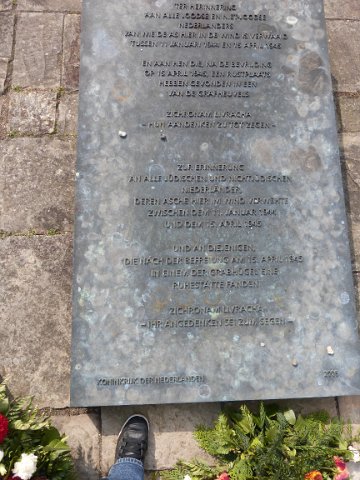 TER HERINNERING
AAN ALLE JOODSE EN NIET-JOODSE
NEDERLANDERS
VAN WIE DE AS HIER IN DE WIND IS VERWAAID
TUSSEN 11 JANUARI 1944 EN 15 APRIL 1945
EN AAN HEN DIE, NA DE BEVRIJDING
OP 15 APRIL 1945, EEN RUSTPLAATS
HEBBEN GEVONDEN IN EEN
VAN DE GRAFHEUVELS
ZICHRONAM LIVRACHA
– HUN AANDENKEN ZIJ TOT ZEGEN –
ZUR ERINNERUNG
AN ALLE JÜDISCHEN UND NICHTJÜDISCHEN
NIEDERLÄNDER,
DEREN ASCHE HIER IM WIND VERWEHTE
ZWISCHEN DEM 11. JANUAR 1944
UND DEM 15. APRIL 1945
UND AN DIEJENIGEN,
DIE NACH DER BEFREIUNG AM 15. APRIL 1945
IN EINEM DER GRABHÜGEL EINE
RUHESTÄTTE FANDEN
ZICHRONAM LIVRACHA
– IHR ANGEDENKEN SEI ZUM SEGEN –
KONINKRIJK DER NEDERLANDEN